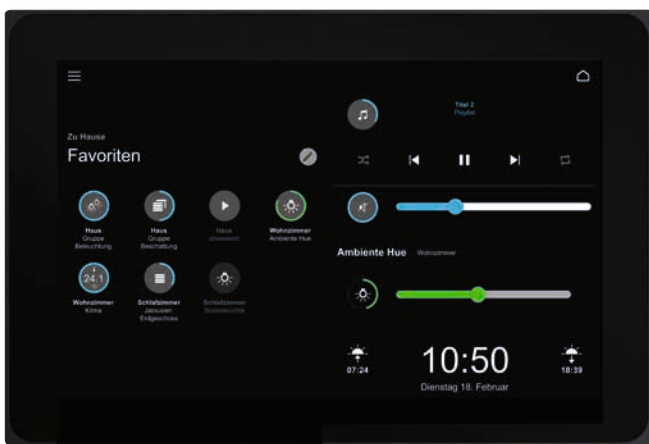 Zu Hause
Favoriten
Haus
Gruppe
Beleuchtung
Haus
Gruppe
Beschattung
Haus
abwesend
Wohnzimmer
Ambiente Hue
24.1
Wohnzimmer
Klima
Schlafzimmer
Jalousien
Erdgeschoss
Schlafzimmer
Titel 2
Playlist
Ambiente Hue Wohnzimmer
07:24
10:50
18:39
Dienstag 18. Februar